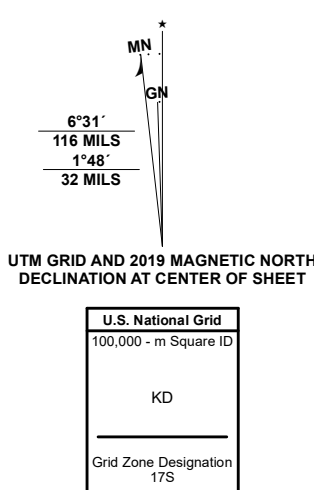 ★
MN
GN
6°31´
116 MILS
1°48´
32 MILS
UTM GRID AND 2019 MAGNETIC NORTH
DECLINATION AT CENTER OF SHEET
U.S. National Grid
100,000 - m Square ID
KD
Grid Zone Designation
17S